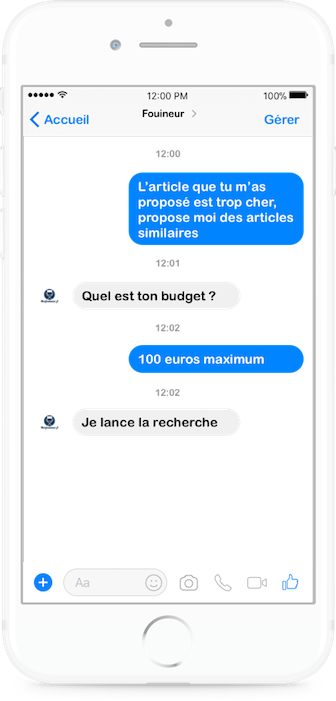 12:00 PM
100%
Accueil
Fouineur
Gérer
12:00
L'article que tu m'as
proposé est trop cher,
propose moi des articles
similaires
12:01
Quel est ton budget ?
12:02
100 euros maximum
12:02
Je lance la recherche
Aa